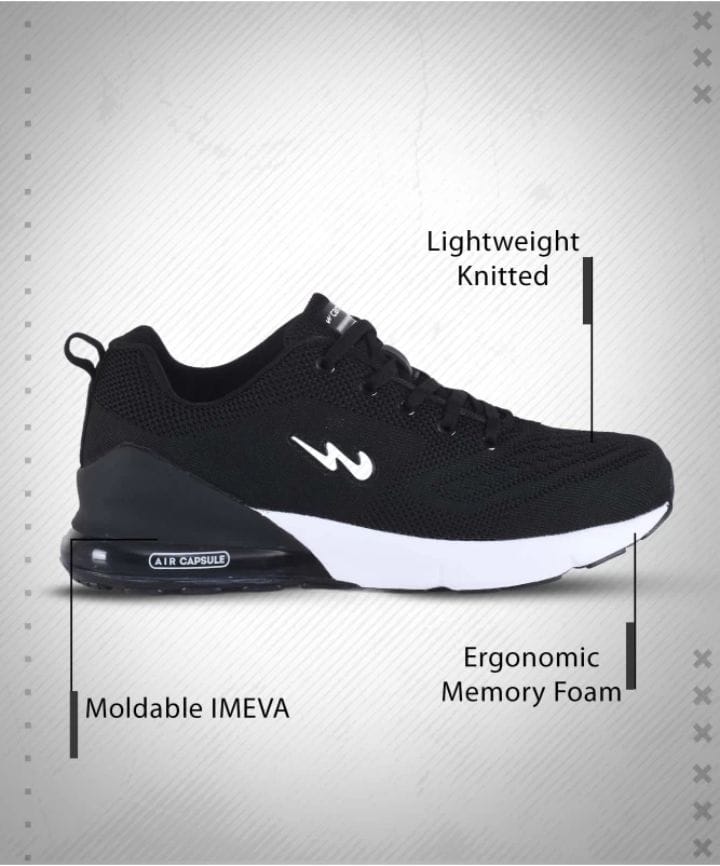 Lightweight
Knitted
AIR CAPSULE
Ergonomic
Memory Foam
Moldable IMEVA